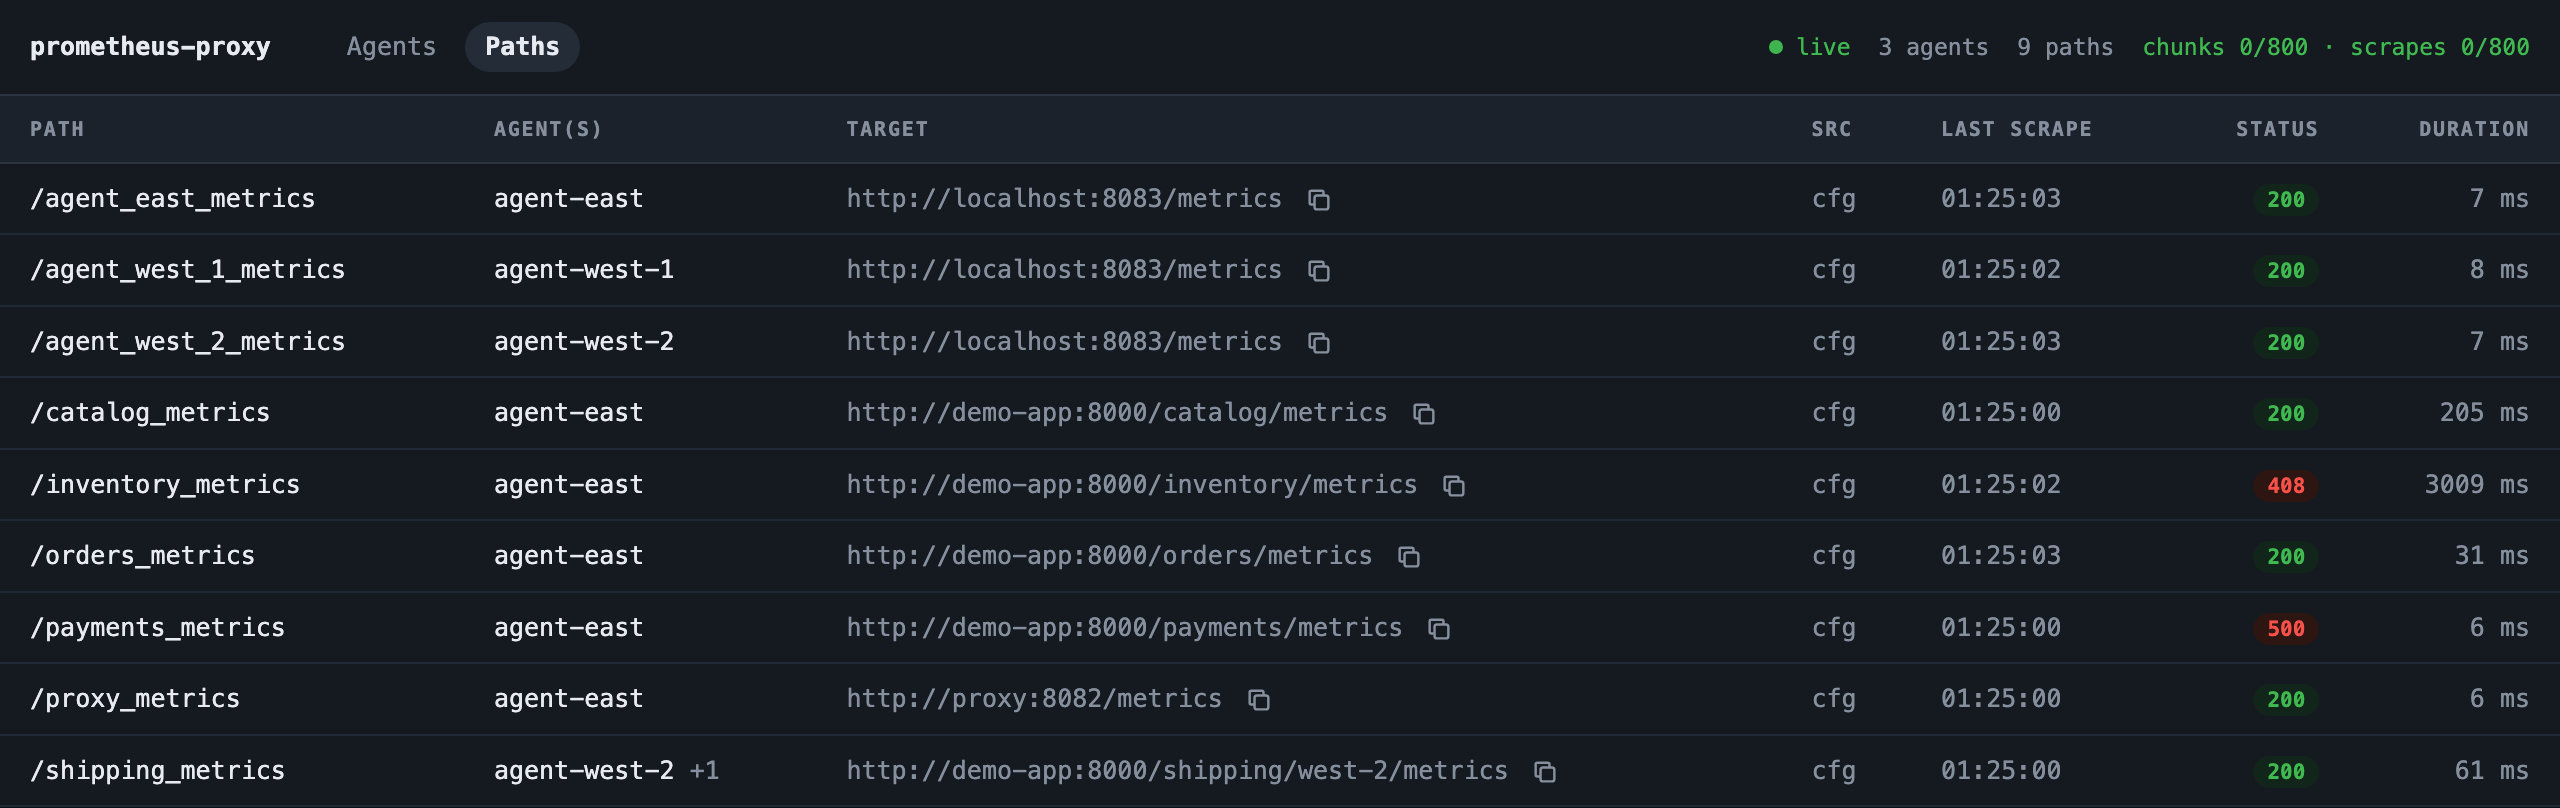 prometheus-proxy Agents Paths live 3 agents 9 paths chunks 0/800 · scrapes 0/800
PATH AGENT(S) TARGET SRC LAST SCRAPE STATUS DURATION
/agent_east_metrics agent-east http://localhost:8083/metrics cfg 01:25:03 200 7 ms
/agent_west_1_metrics agent-west-1 http://localhost:8083/metrics cfg 01:25:02 200 8 ms
/agent_west_2_metrics agent-west-2 http://localhost:8083/metrics cfg 01:25:03 200 7 ms
/catalog_metrics agent-east http://demo-app:8000/catalog/metrics cfg 01:25:00 200 205 ms
/inventory_metrics agent-east http://demo-app:8000/inventory/metrics cfg 01:25:02 408 3009 ms
/orders_metrics agent-east http://demo-app:8000/orders/metrics cfg 01:25:03 200 31 ms
/payments_metrics agent-east http://demo-app:8000/payments/metrics cfg 01:25:00 500 6 ms
/proxy_metrics agent-east http://proxy:8082/metrics cfg 01:25:00 200 6 ms
/shipping_metrics agent-west-2 +1 http://demo-app:8000/shipping/west-2/metrics cfg 01:25:00 200 61 ms